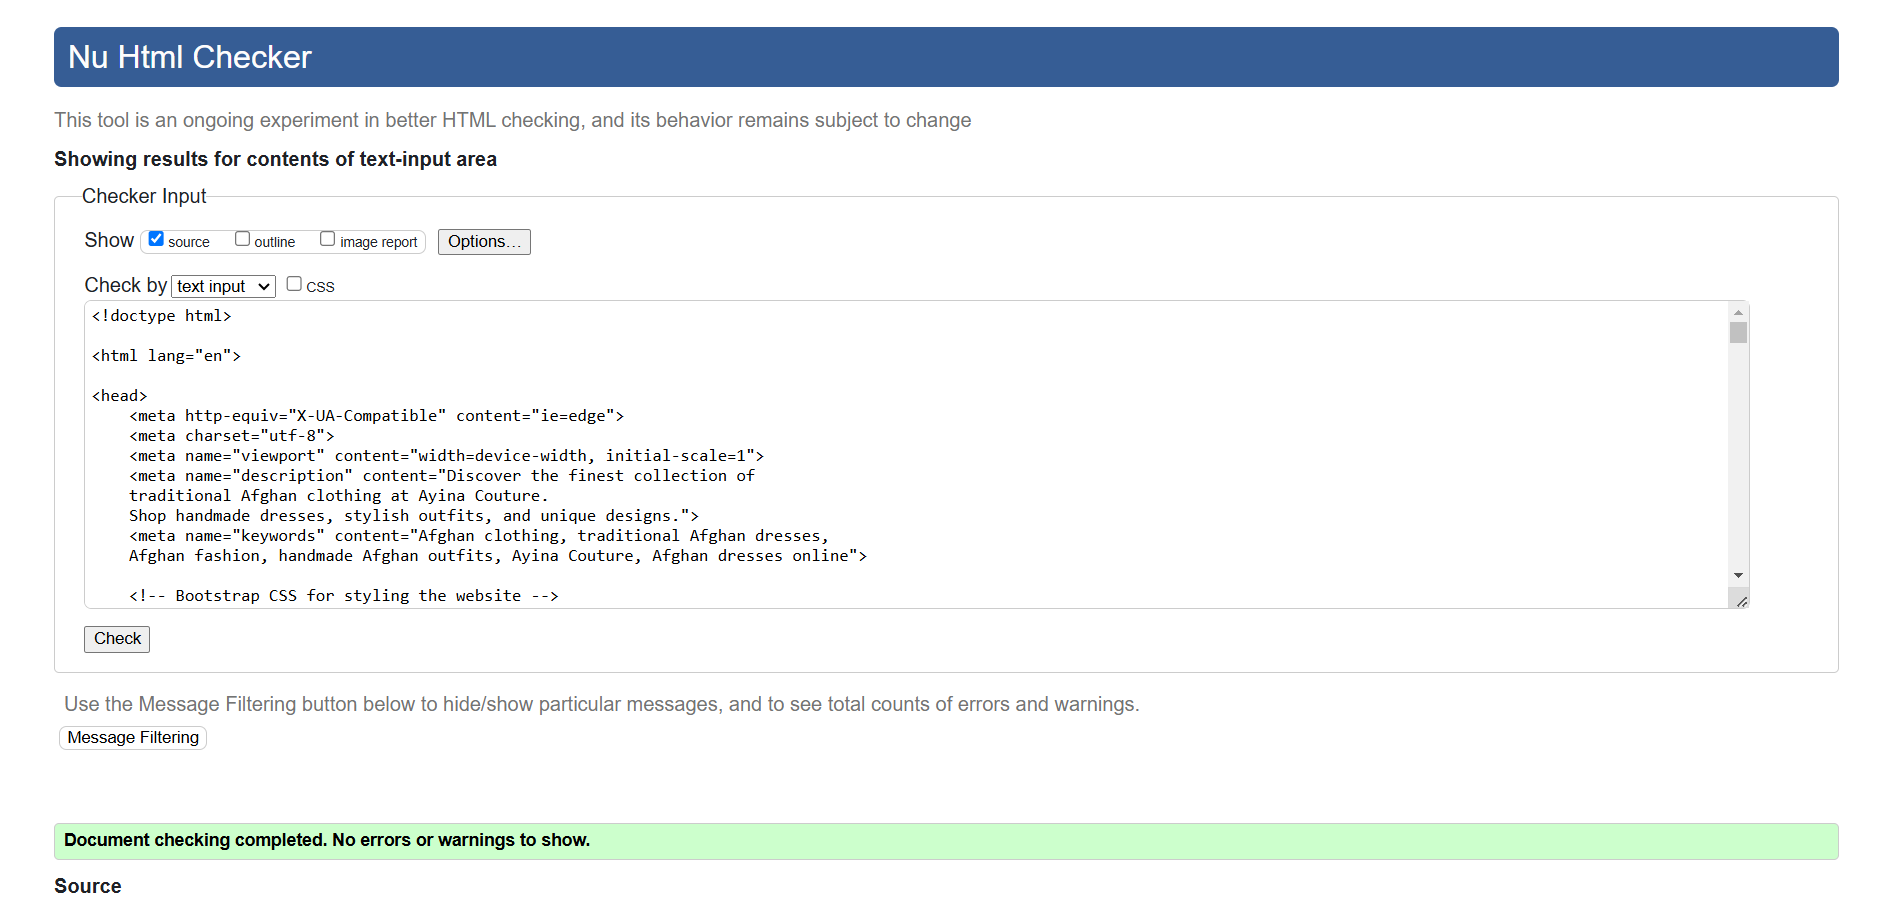 Nu Html Checker
This tool is an ongoing experiment in better HTML checking, and its behavior remains subject to change
Showing results for contents of text-input area
Checker Input
Show source outline image report Options...
Check by text input CSS
<!doctype html>
<html lang="en">
<head>
<meta http-equiv="X-UA-Compatible" content="ie=edge">
<meta charset="utf-8">
<meta name="viewport" content="width=device-width, initial-scale=1">
<meta name="description" content="Discover the finest collection of
traditional Afghan clothing at Ayina Couture.
Shop handmade dresses, stylish outfits, and unique designs.">
<meta name="keywords" content="Afghan clothing, traditional Afghan dresses,
Afghan fashion, handmade Afghan outfits, Ayina Couture, Afghan dresses online">
<!-- Bootstrap CSS for styling the website -->
Check
Use the Message Filtering button below to hide/show particular messages, and to see total counts of errors and warnings.
Message Filtering
Document checking completed. No errors or warnings to show.
Source